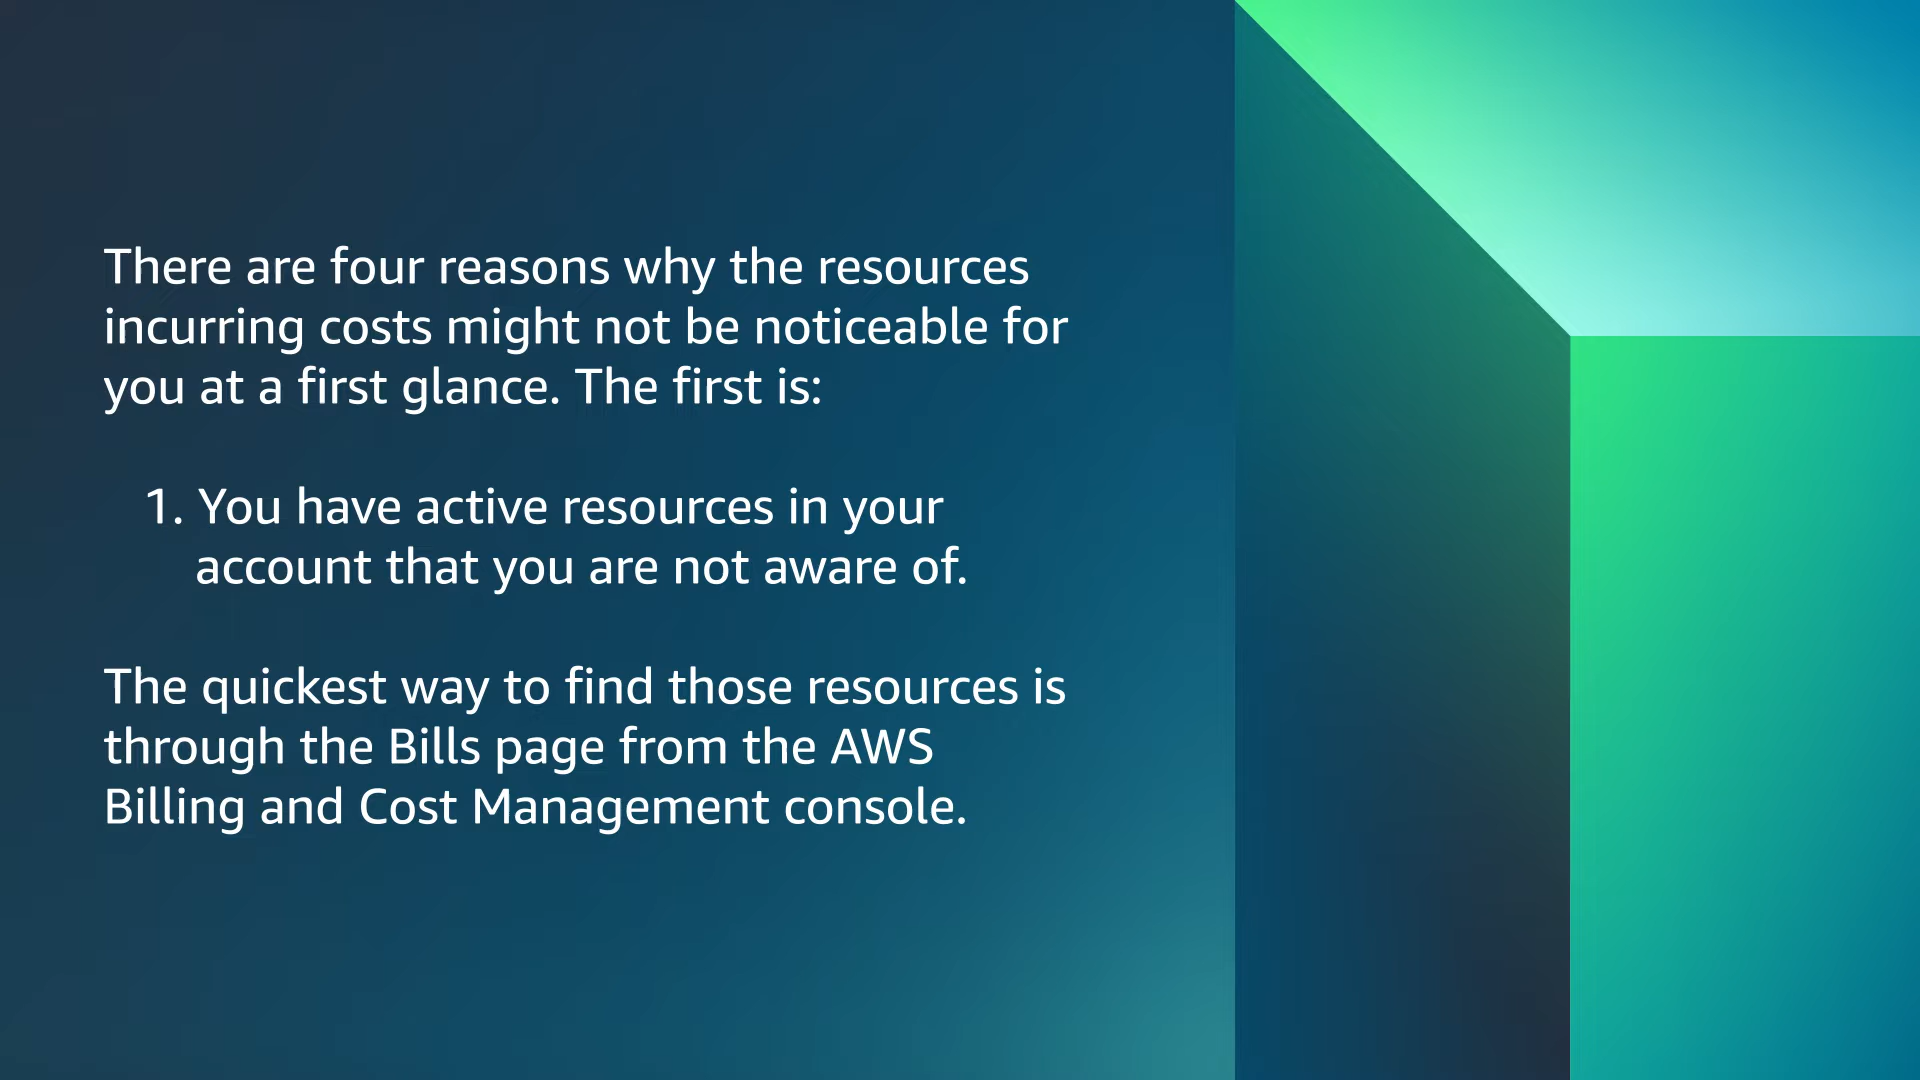 There are four reasons why the resources
incurring costs might not be noticeable for
you at a first glance. The first is:
1. You have active resources in your
account that you are not aware of.
The quickest way to find those resources is
through the Bills page from the AWS
Billing and Cost Management console.